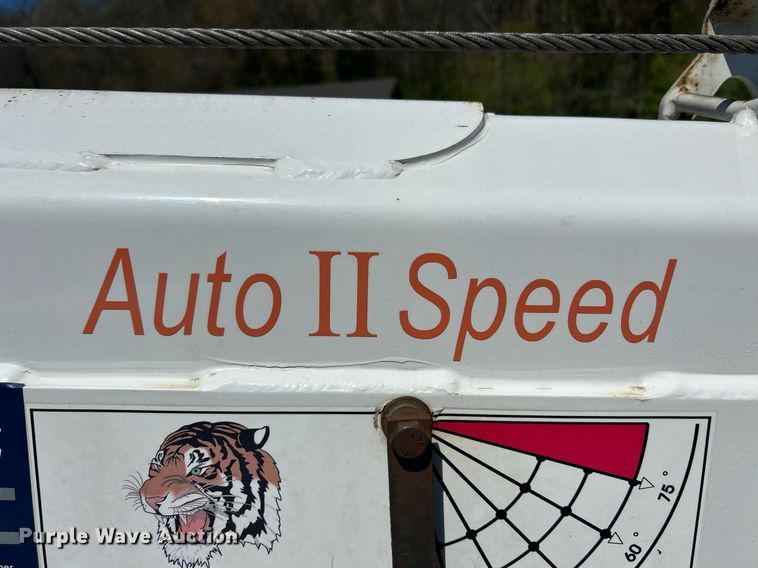 Auto II Speed
75°
60°
Purple Wave Auction